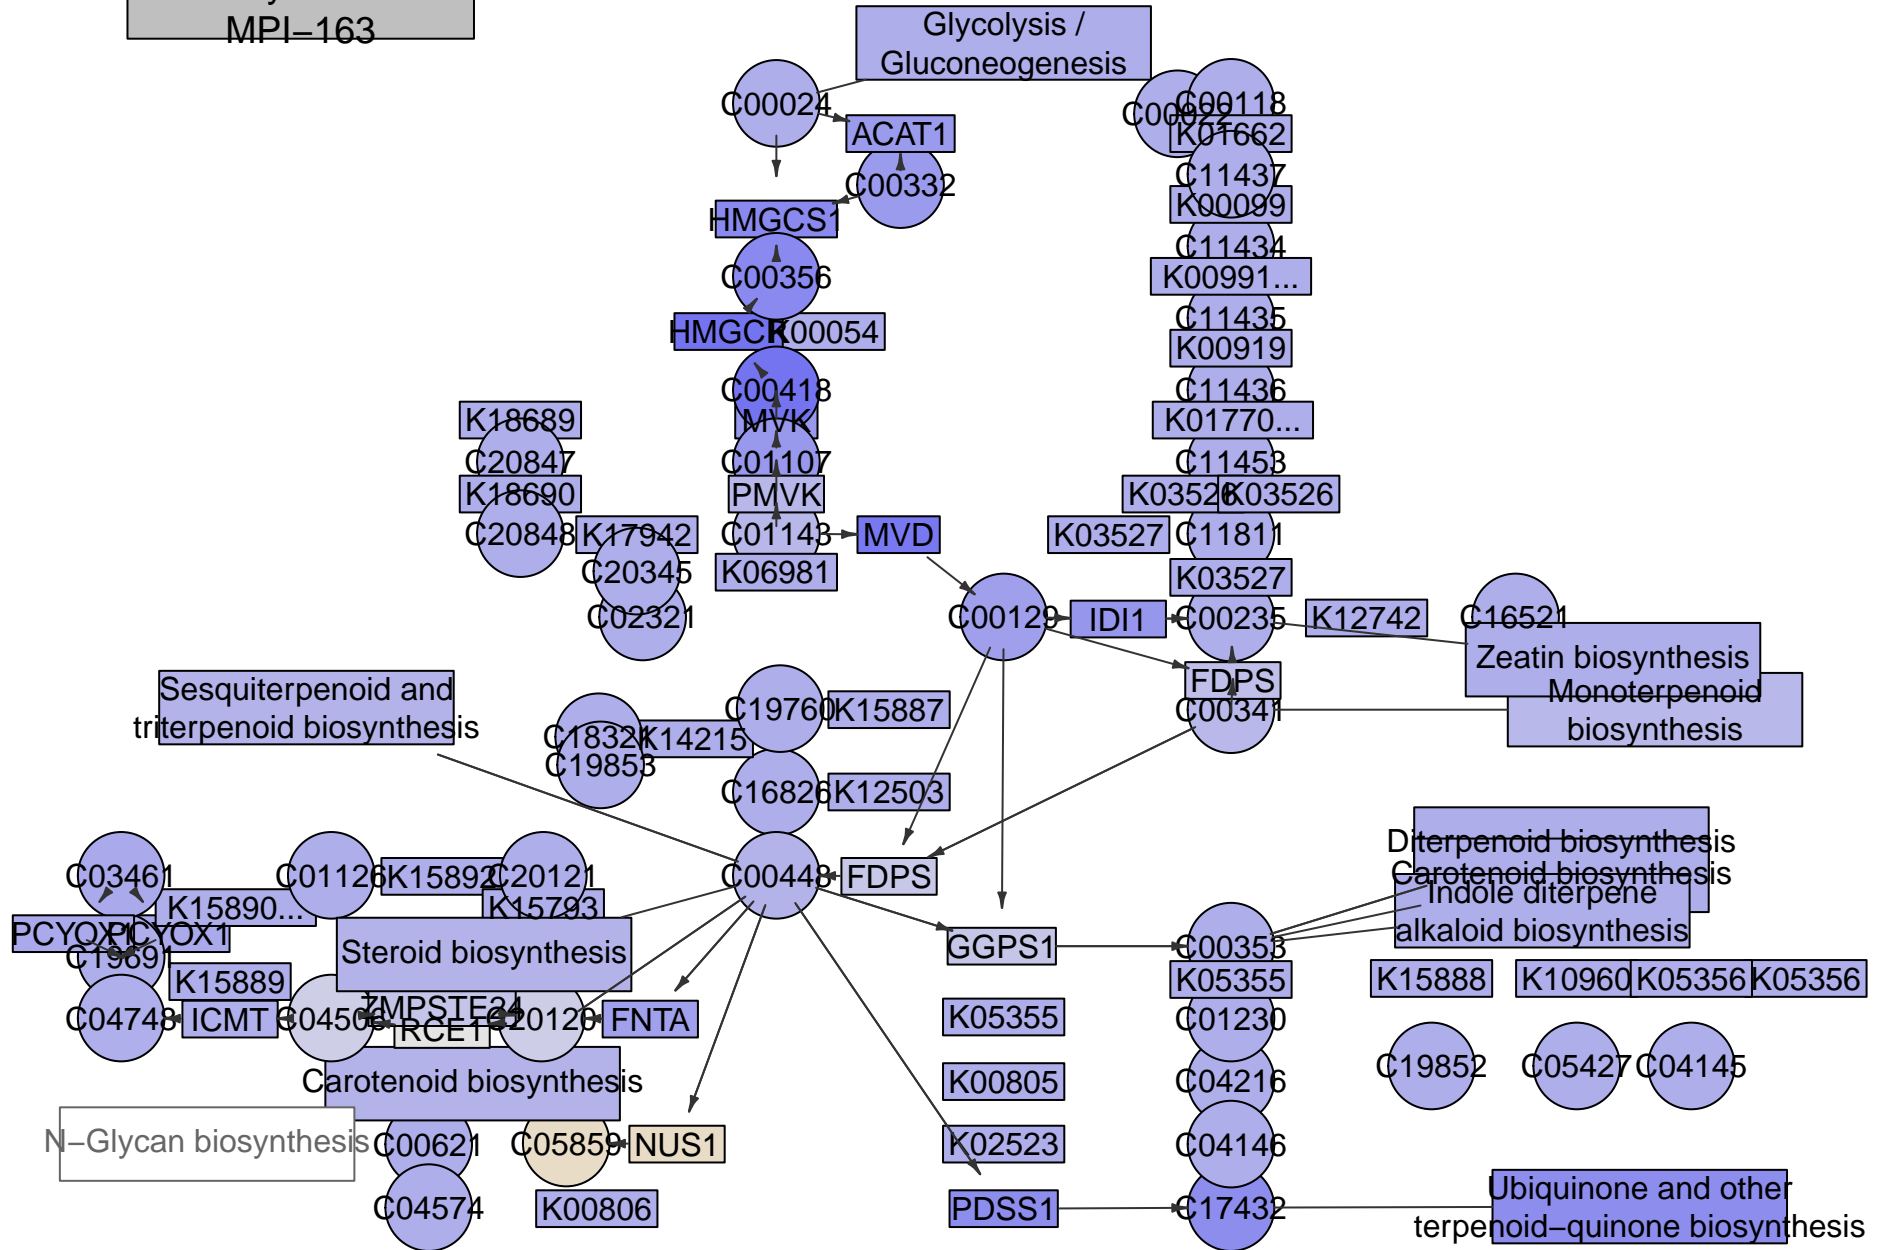 MPI–163
Glycolysis /
Gluconeogenesis
C00024
C00022
C00118
ACAT1
K01662
C00332
C11437
HMGCS1
K00099
C00356
C11434
K00991...
HMGCR
K00054
C11435
K00919
C00418
C11436
K18689
MVK
K01770...
C20847
C01107
C11453
K18690
PMVK
K03526
K03526
C20848
K17942
C01143
MVD
K03527
C11811
C20345
K06981
K03527
C02321
C00129
IDI1
C00235
K12742
C16521
Zeatin biosynthesis
Sesquiterpenoid and
triterpenoid biosynthesis
FDPS
Monoterpenoid
biosynthesis
C00341
C19760
K15887
C18321
K14215
C19853
C16826
K12503
Diterpenoid biosynthesis
Carotenoid biosynthesis
Indole diterpene
alkaloid biosynthesis
C03461
C01126
K15892
C20121
C00448
FDPS
K15890...
K15793
PCYOX1
PCYOX1
C19691
Steroid biosynthesis
GGPS1
C00353
K15889
K05355
K15888
K10960
K05356
K05356
C04748
ICMT
C04506
ZMPSTE24
RCE1
C20120
FNTA
K05355
C01230
C19852
C05427
C04145
Carotenoid biosynthesis
K00805
C04216
N–Glycan biosynthesis
C00621
C05859
NUS1
K02523
C04146
C04574
K00806
PDSS1
C17432
Ubiquinone and other
terpenoid–quinone biosynthesis